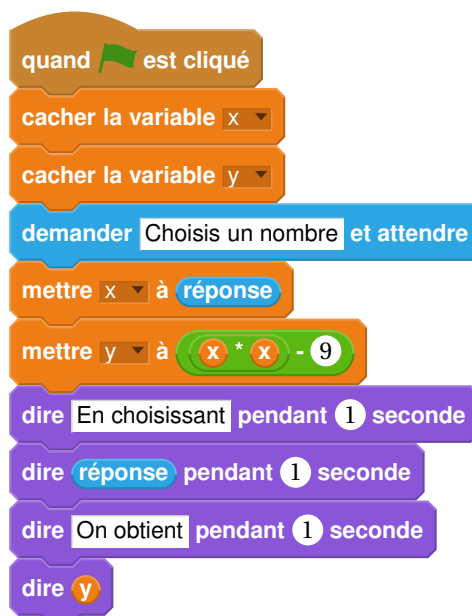 quand est cliqué
cacher la variable x
cacher la variable y
demander Choisis un nombre et attendre
mettre x à réponse
mettre y à x * x - 9
dire En choisissant pendant 1 seconde
dire réponse pendant 1 seconde
dire On obtient pendant 1 seconde
dire y